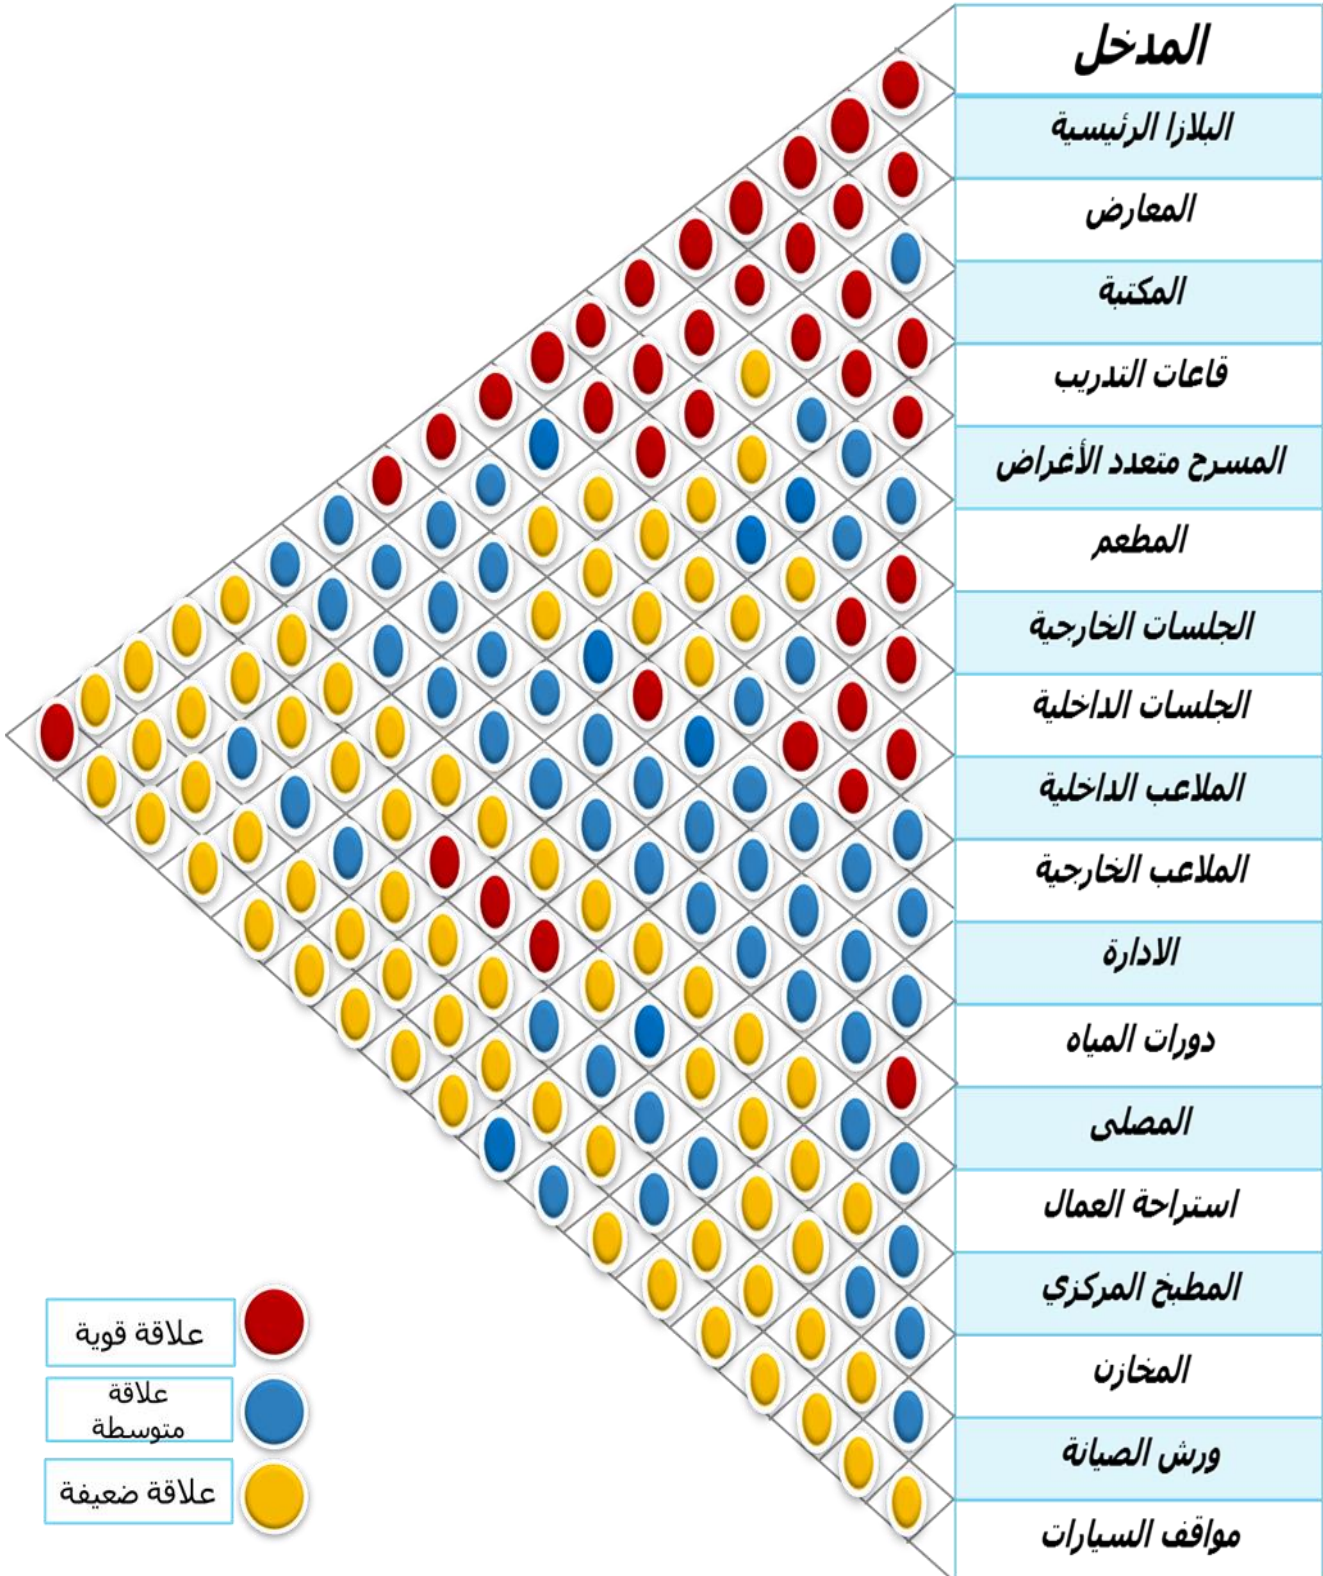 المدخل
البلازا الرئيسية
المعارض
المكتبة
قاعات التدريب
المسرح متعدد الأغراض
المطعم
الجلسات الخارجية
الجلسات الداخلية
الملاعب الداخلية
الملاعب الخارجية
الادارة
دورات المياه
المصلى
استراحة العمال
المطبخ المركزي
المخازن
ورش الصيانة
مواقف السيارات
علاقة قوية
علاقة
متوسطة
علاقة ضعيفة